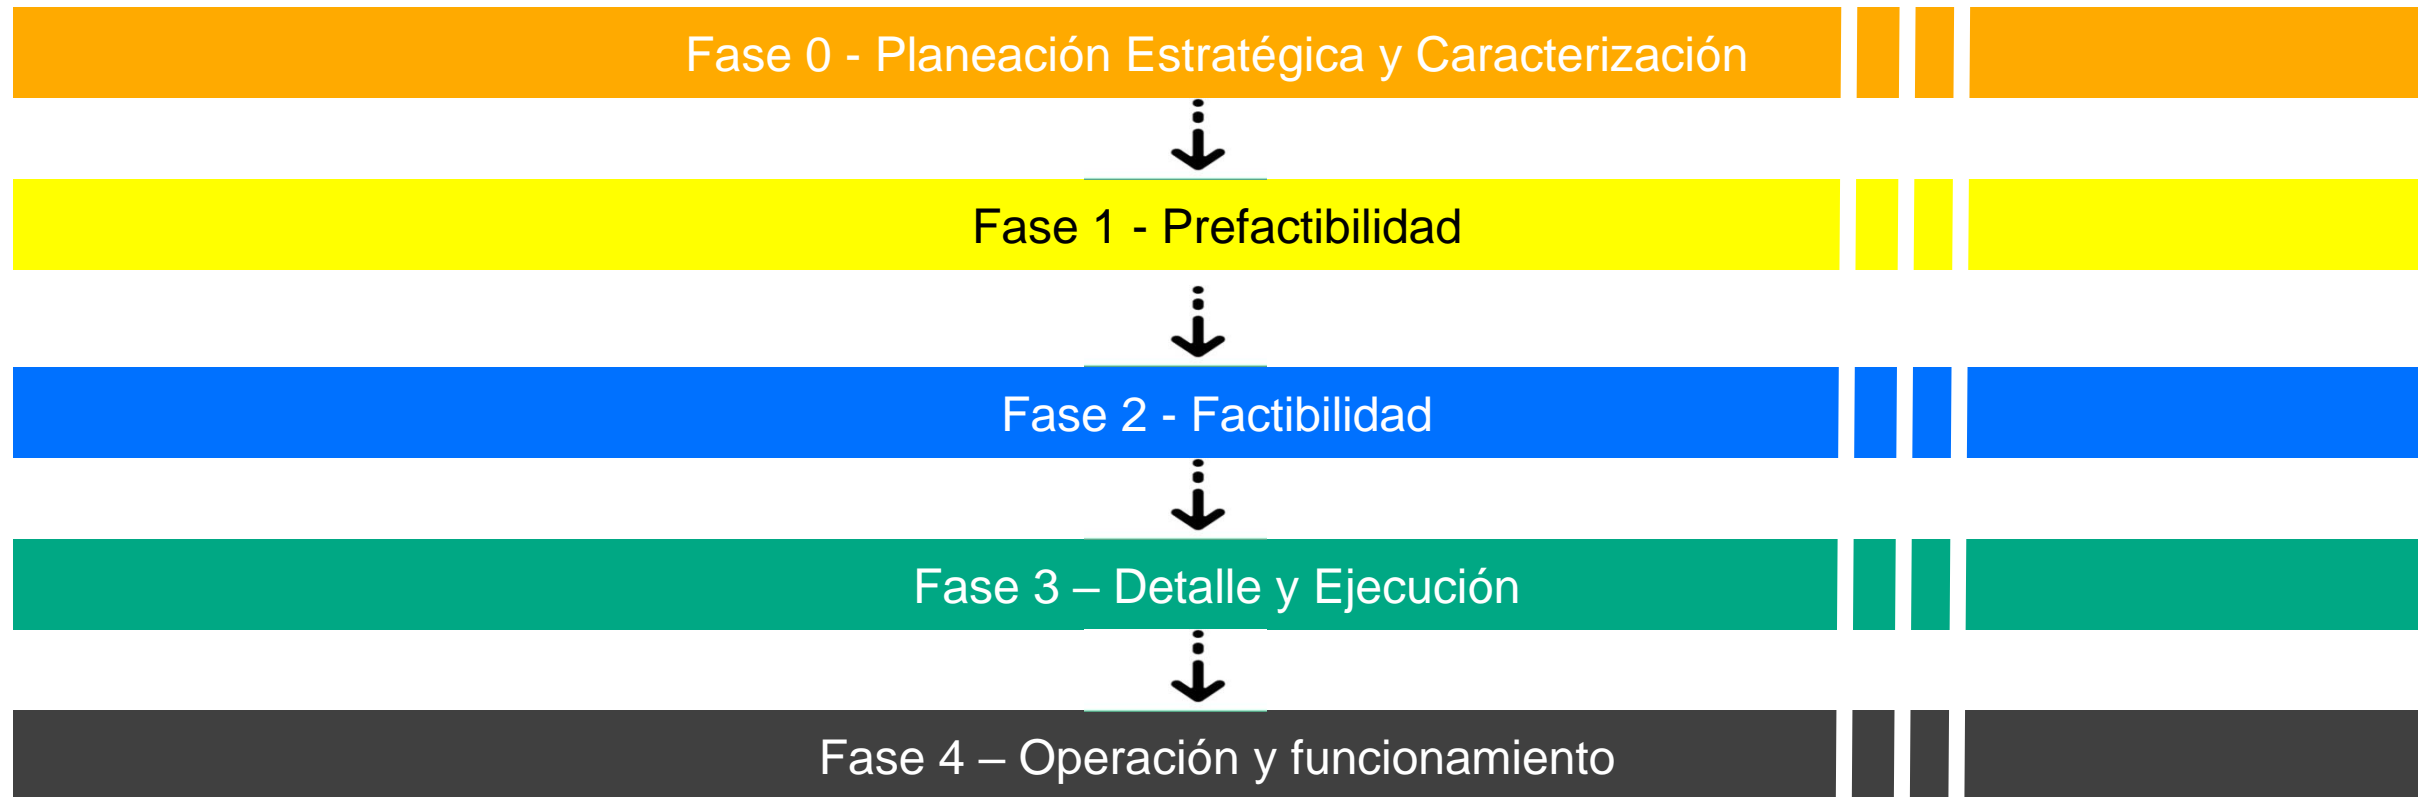 Fase 0 - Planeación Estratégica y Caracterización
Fase 1 - Prefactibilidad
Fase 2 - Factibilidad
Fase 3 – Detalle y Ejecución
Fase 4 – Operación y funcionamiento